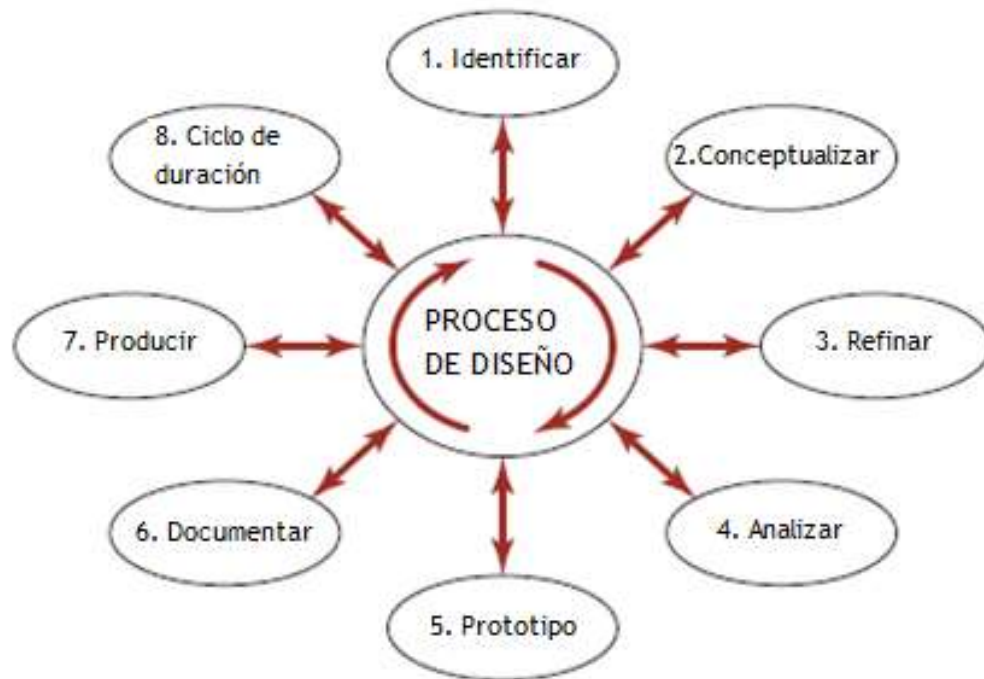 1. Identificar
2.Conceptualizar
3. Refinar
4. Analizar
5. Prototipo
6. Documentar
7. Producir
8. Ciclo de
duración
PROCESO
DE DISEÑO